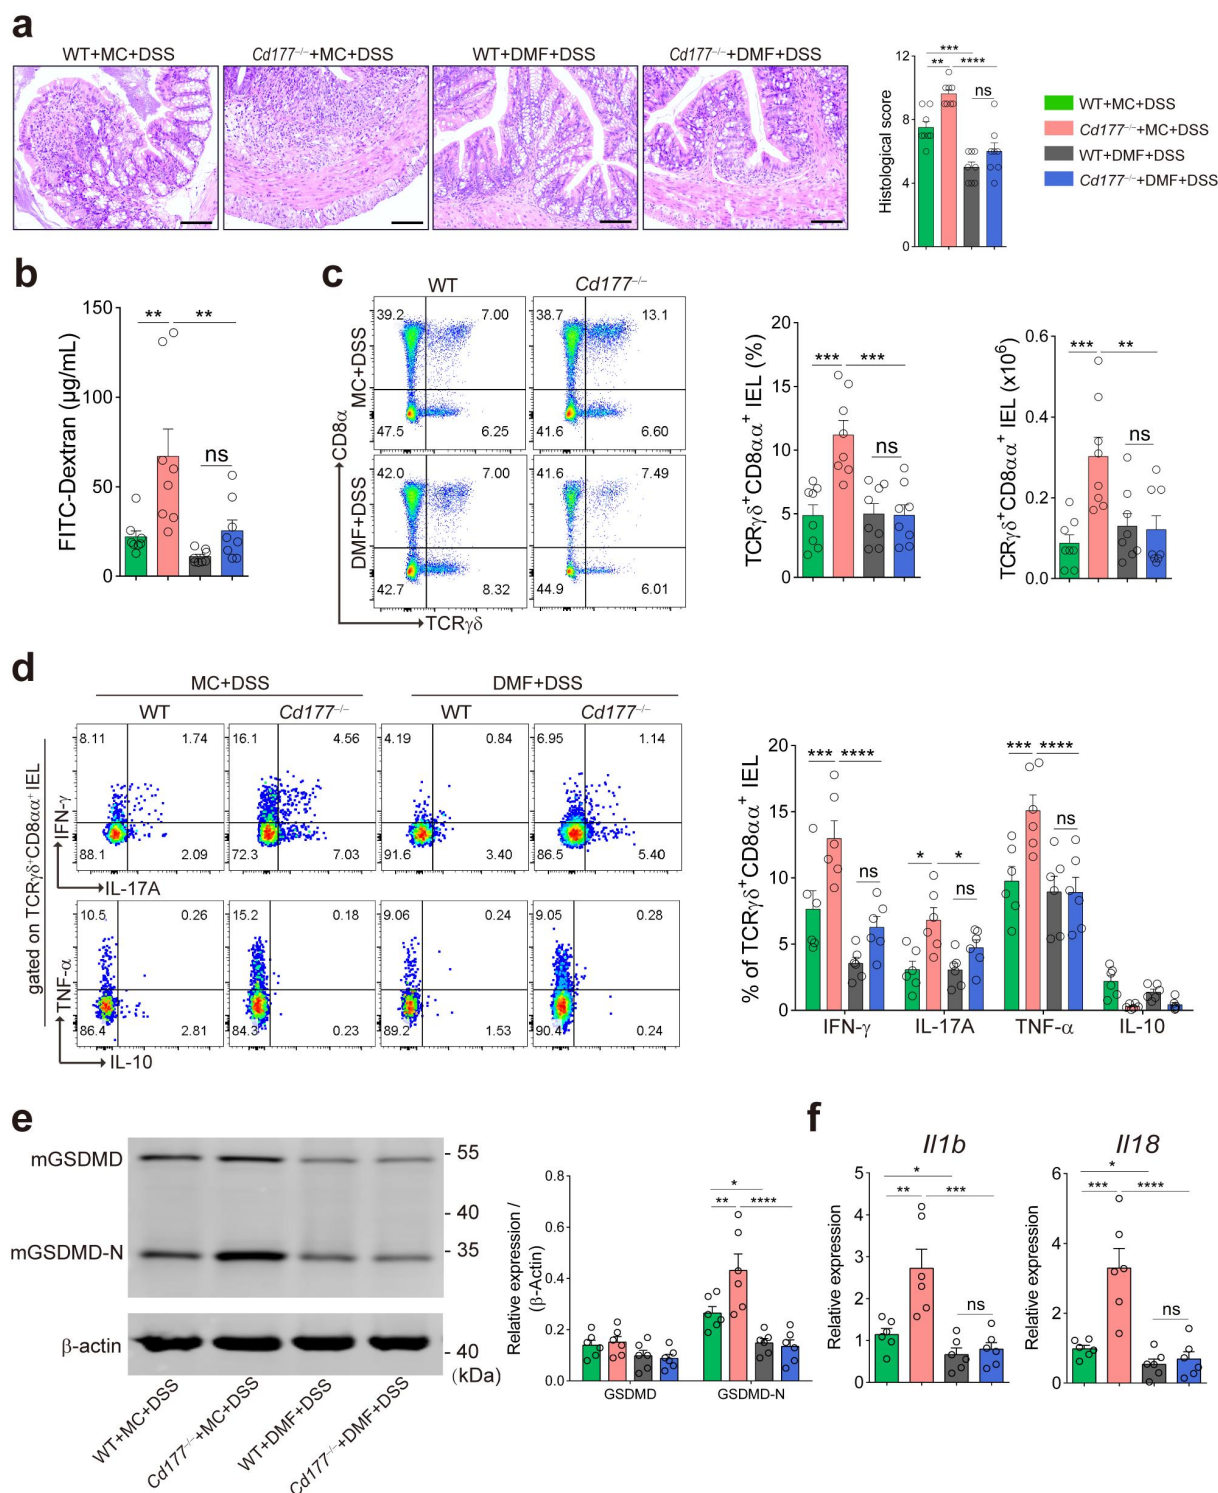 a
WT+MC+DSS
Cd177⁻/⁻+MC+DSS
WT+DMF+DSS
Cd177⁻/⁻+DMF+DSS
Histological score
12
8
4
0
***
** ****
ns
WT+MC+DSS
Cd177⁻/⁻+MC+DSS
WT+DMF+DSS
Cd177⁻/⁻+DMF+DSS
b
FITC-Dextran (μg/mL)
150
100
50
0
** **
ns
c
WT
Cd177⁻/⁻
MC+DSS
DMF+DSS
39.2 7.00
47.5 6.25
38.7 13.1
41.6 6.60
42.0 7.00
42.7 8.32
41.6 7.49
44.9 6.01
CD8α
TCRγδ
TCRγδ⁺CD8αα⁺ IEL (%)
20
15
10
5
0
*** ***
ns
TCRγδ⁺CD8αα⁺ IEL (x10⁶)
0.6
0.4
0.2
0.0
*** **
ns
d
MC+DSS
DMF+DSS
WT
Cd177⁻/⁻
WT
Cd177⁻/⁻
gated on TCRγδ⁺CD8αα⁺ IEL
8.11 1.74
88.1 2.09
16.1 4.56
72.3 7.03
4.19 0.84
91.6 3.40
6.95 1.14
86.5 5.40
IFN-γ
IL-17A
10.5 0.26
86.4 2.81
15.2 0.18
84.3 0.23
9.06 0.24
89.2 1.53
9.05 0.28
90.4 0.24
TNF-α
IL-10
% of TCRγδ⁺CD8αα⁺ IEL
20
15
10
5
0
*** ****
ns
* *
ns
*** ****
ns
IFN-γ
IL-17A
TNF-α
IL-10
e
mGSDMD
mGSDMD-N
β-actin
- 55
- 40
- 35
- 40
(kDa)
WT+MC+DSS
Cd177⁻/⁻+MC+DSS
WT+DMF+DSS
Cd177⁻/⁻+DMF+DSS
Relative expression /
(β-Actin)
0.8
0.6
0.4
0.2
0.0
*
** ****
GSDMD
GSDMD-N
f
Il1b
Relative expression
5
4
3
2
1
0
*
** ***
ns
Il18
Relative expression
6
4
2
0
*
*** ****
ns